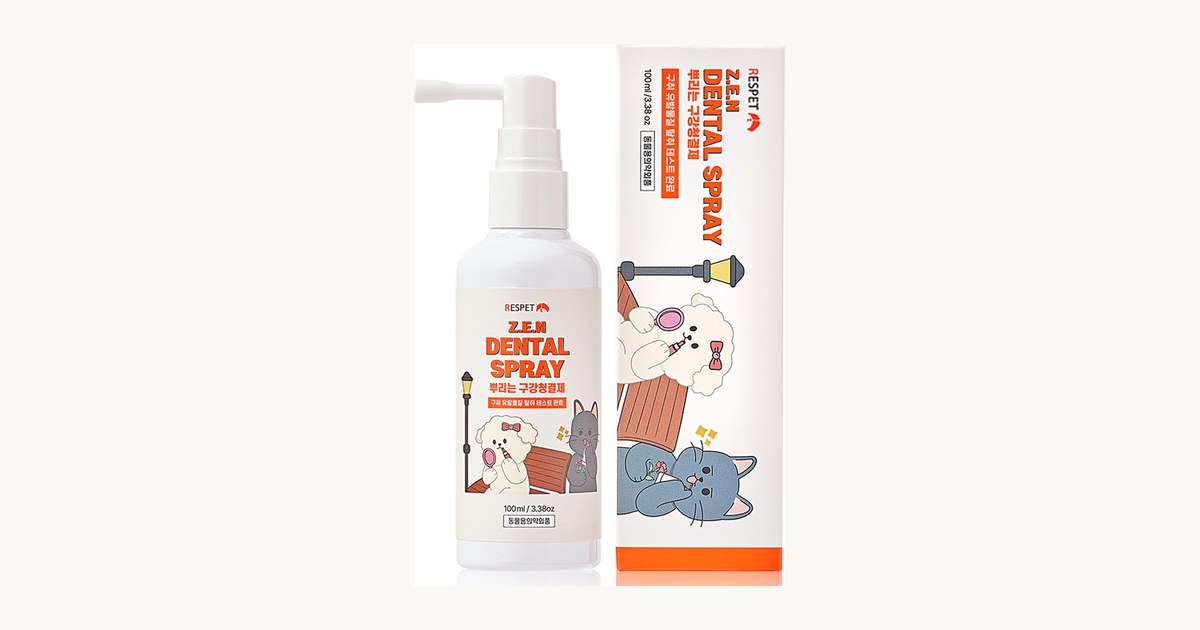 RESPET
Z.E.N
DENTAL
SPRAY
뿌리는 구강청결제
구취 유발물질 탈취 테스트 완료
100ml / 3.38oz
동물용의약외품
RESPET
Z.E.N
DENTAL SPRAY
뿌리는 구강청결제
구취 유발물질 탈취 테스트 완료
100ml /3.38 oz
동물용의약외품